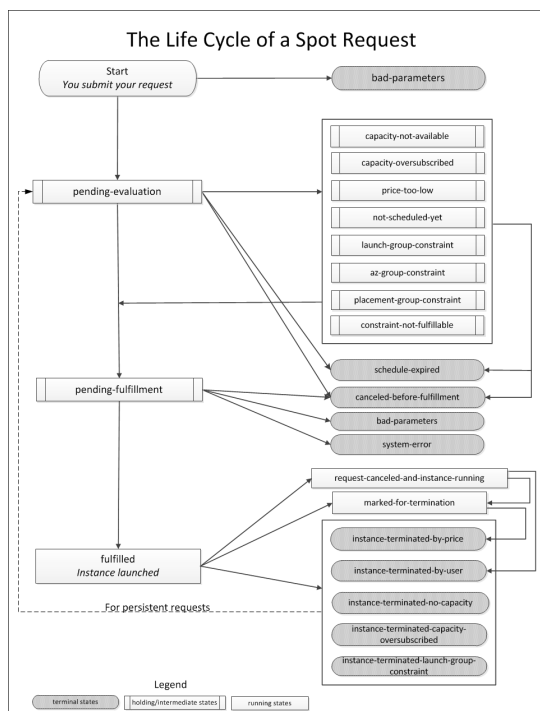 The Life Cycle of a Spot Request
Start
You submit your request
bad-parameters
capacity-not-available
capacity-oversubscribed
pending-evaluation
price-too-low
not-scheduled-yet
launch-group-constraint
az-group-constraint
placement-group-constraint
constraint-not-fulfillable
schedule-expired
pending-fulfillment
canceled-before-fulfillment
bad-parameters
system-error
request-canceled-and-instance-running
marked-for-termination
instance-terminated-by-price
fulfilled
Instance launched
instance-terminated-by-user
instance-terminated-no-capacity
For persistent requests
instance-terminated-capacity-
oversubscribed
instance-terminated-launch-group-
constraint
Legend
terminal states
holding/intermediate states
running states